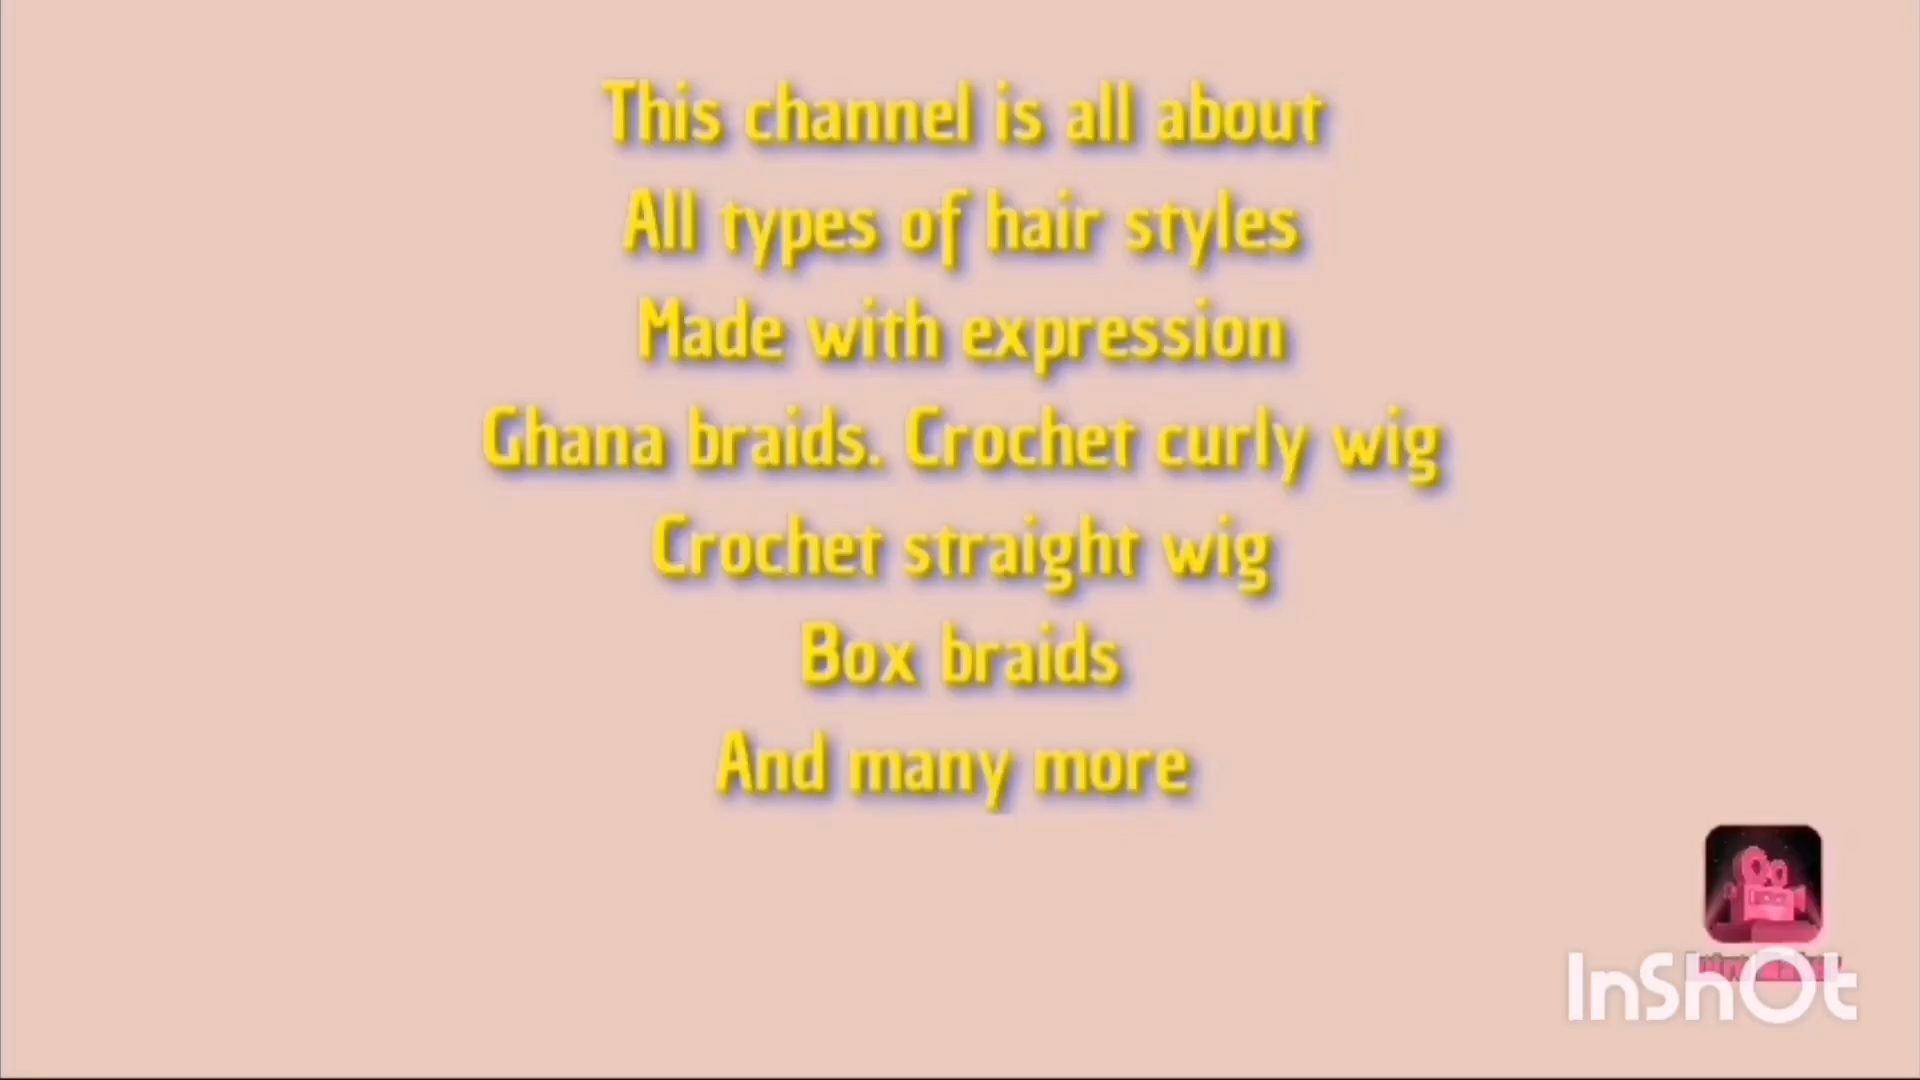 This channel is all about
All types of hair styles
Made with expression
Ghana braids. Crochet curly wig
Crochet straight wig
Box braids
And many more
InShOt